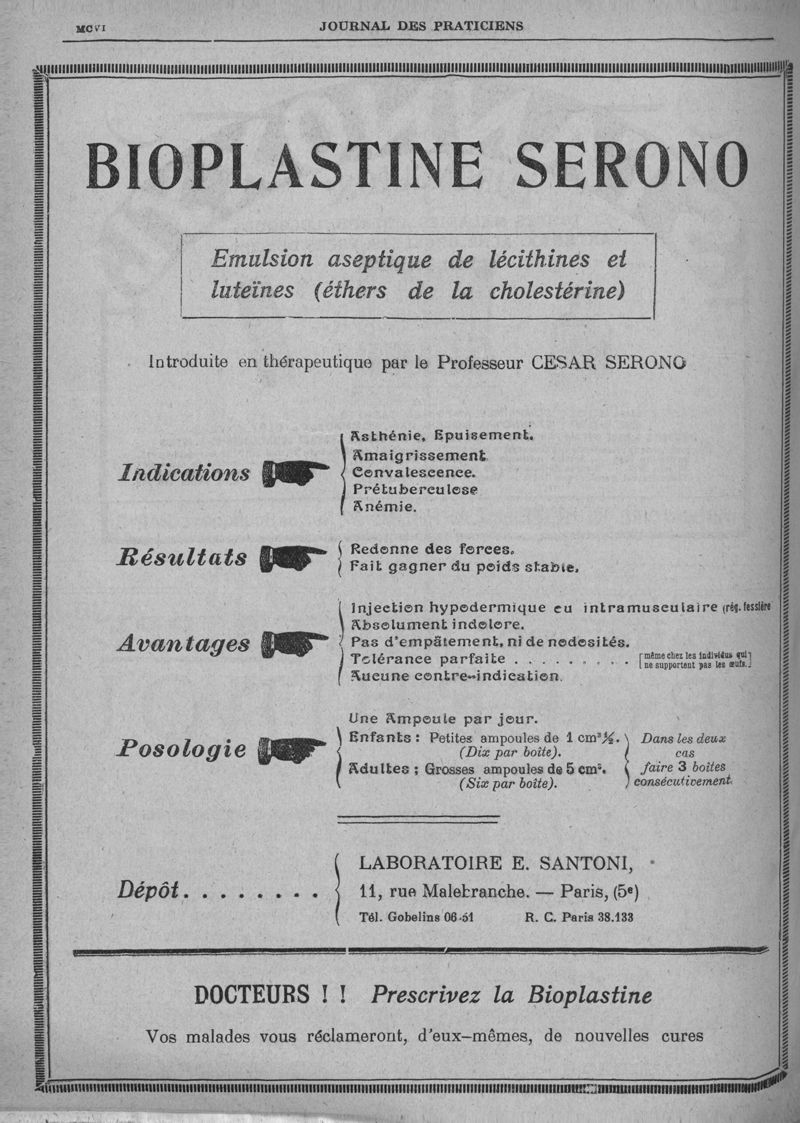 MCVI
JOURNAL DES PRATICIENS
BIOPLASTINE SERONO
Emulsion aseptique de lécithines et
luteïnes (éthers de la cholestérine)
Introduite en thérapeutique par le Professeur CESAR SERONO
Indications
Asthénie, Epuisement.
Amaigrissement
Convalescence.
Prétuberculose
Anémie.
Résultats
Redonne des forces.
Fait gagner du poids stable.
Avantages
Injection hypodermique ou intramusculaire (rég. fessière
Absolument indolore.
Pas d'empâtement, ni de nodosités.
Tolérance parfaite . . . . . . . . . [même chez les individus qui
ne supportent pas les œufs.]
Aucune contre-indication.
Posologie
Une Ampoule par jour.
Enfants : Petites ampoules de 1 cm³ ½.
(Dix par boîte).
Adultes ; Grosses ampoules de 5 cm³.
(Six par boîte).
Dans les deux
cas
faire 3 boîtes
consécutivement.
Dépôt. . . . . . . .
LABORATOIRE E. SANTONI,
11, rue Malebranche. — Paris, (5e)
Tél. Gobelins 06-61 R. C. Paris 38.133
DOCTEURS ! ! Prescrivez la Bioplastine
Vos malades vous réclameront, d'eux-mêmes, de nouvelles cures